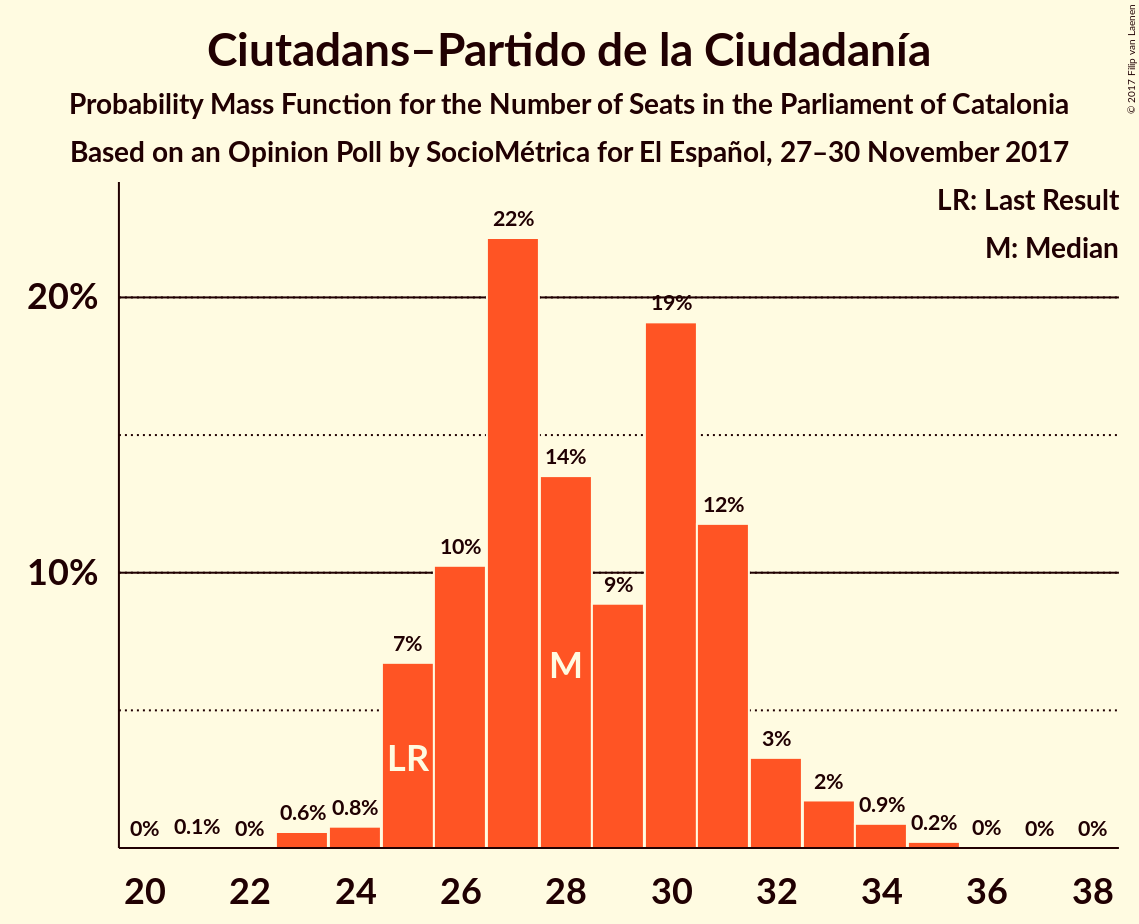 Ciutadans–Partido de la Ciudadanía
Probability Mass Function for the Number of Seats in the Parliament of Catalonia
Based on an Opinion Poll by SocioMétrica for El Español, 27–30 November 2017
© 2017 Filip van Laenen
LR: Last Result
M: Median
20%
10%
0%
0.1%
0%
0.6%
0.8%
7%
10%
22%
14%
9%
19%
12%
3%
2%
0.9%
0.2%
0%
0%
0%
LR
M
20 22 24 26 28 30 32 34 36 38